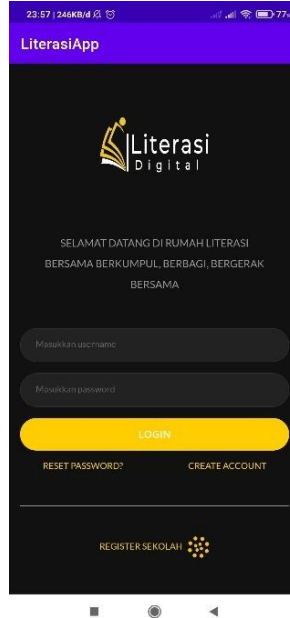 23:57 | 246KB/d
77
LiterasiApp
Literasi
Digital
SELAMAT DATANG DI RUMAH LITERASI
BERSAMA BERKUMPUL, BERBAGI, BERGERAK
BERSAMA
Masukkan username
Masukkan password
LOGIN
RESET PASSWORD? CREATE ACCOUNT
REGISTER SEKOLAH